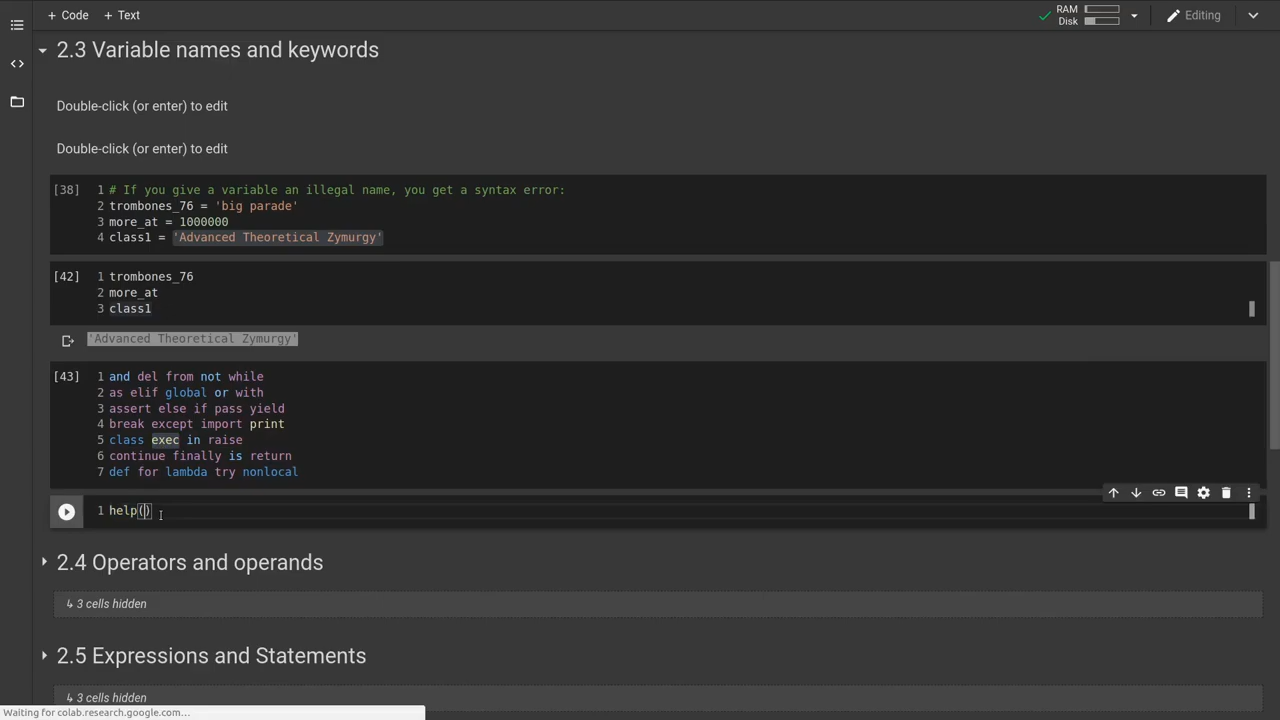 + Code + Text
RAM
Disk
Editing
2.3 Variable names and keywords
Double-click (or enter) to edit
Double-click (or enter) to edit
[38] 1 # If you give a variable an illegal name, you get a syntax error:
2 trombones_76 = 'big parade'
3 more_at = 1000000
4 class1 = 'Advanced Theoretical Zymurgy'
[42] 1 trombones_76
2 more_at
3 class1
'Advanced Theoretical Zymurgy'
[43] 1 and del from not while
2 as elif global or with
3 assert else if pass yield
4 break except import print
5 class exec in raise
6 continue finally is return
7 def for lambda try nonlocal
1 help()
2.4 Operators and operands
↳ 3 cells hidden
2.5 Expressions and Statements
↳ 3 cells hidden
Waiting for colab.research.google.com...